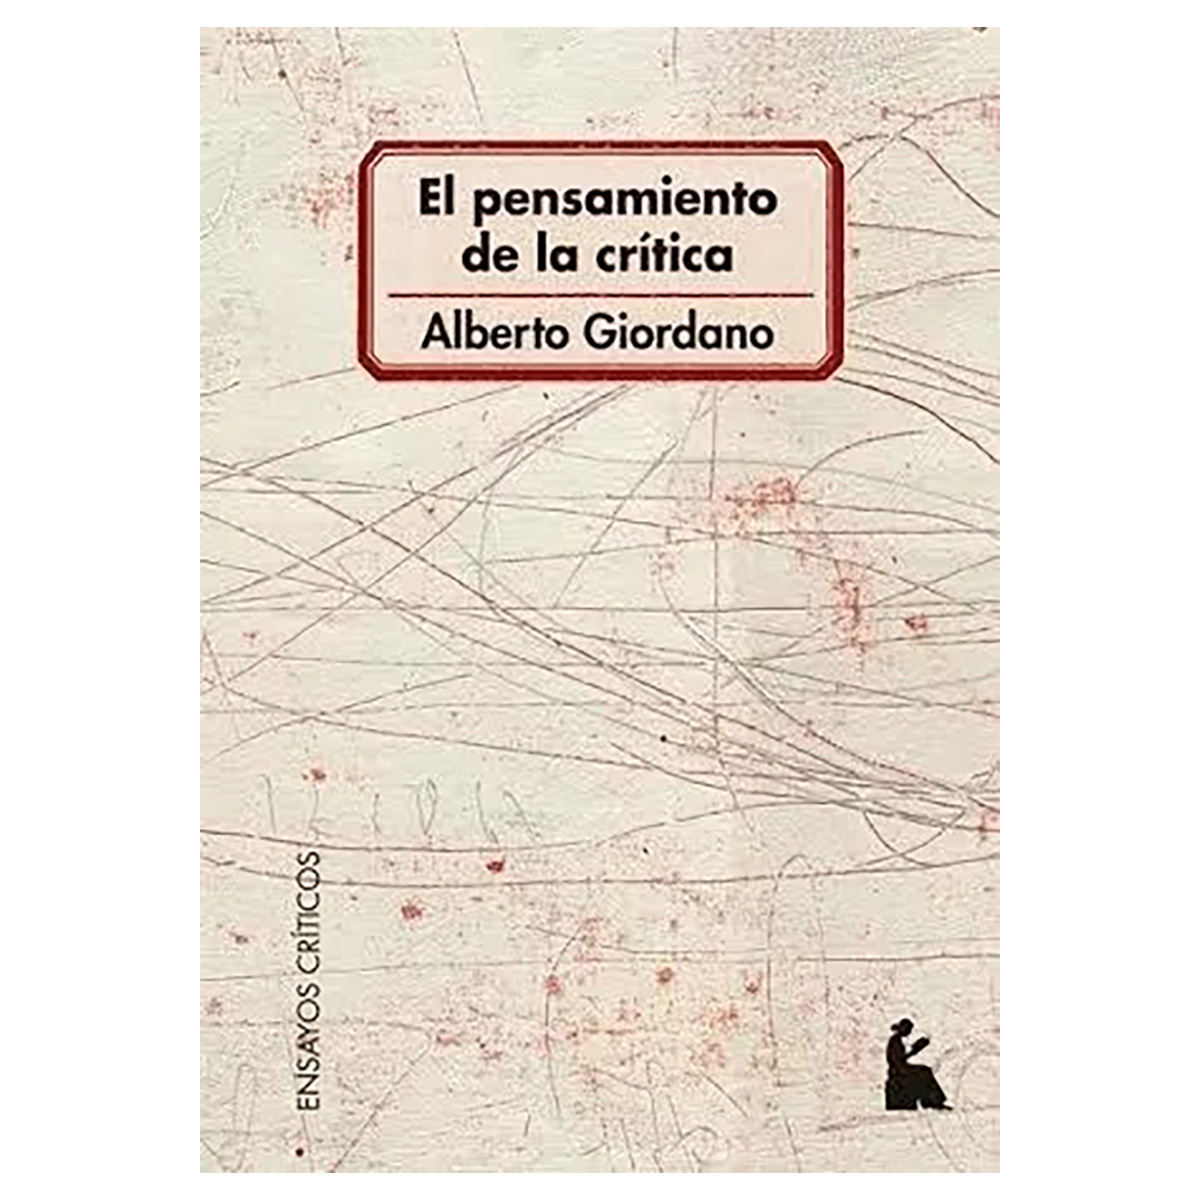 El pensamiento
de la crítica
Alberto Giordano
ENSAYOS CRÍTICOS